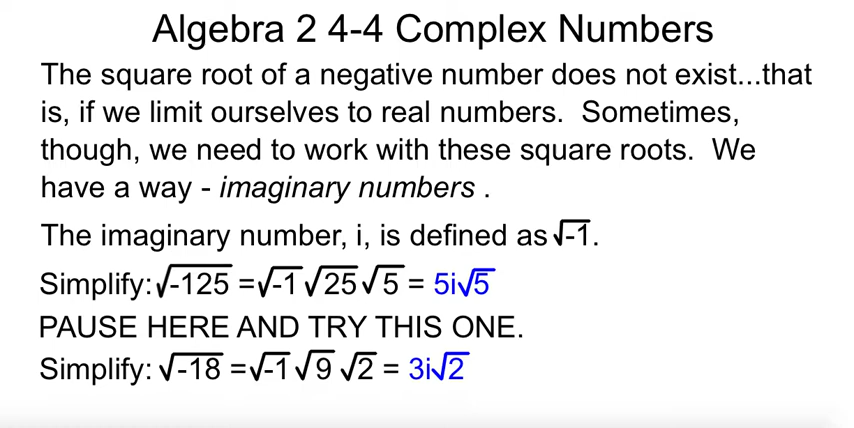 Algebra 2 4-4 Complex Numbers
The square root of a negative number does not exist...that
is, if we limit ourselves to real numbers.  Sometimes,
though, we need to work with these square roots.  We
have a way - imaginary numbers .
The imaginary number, i, is defined as √-1.
Simplify: √-125 = √-1 √25 √5 = 5i√5
PAUSE HERE AND TRY THIS ONE.
Simplify: √-18 = √-1 √9 √2 = 3i√2